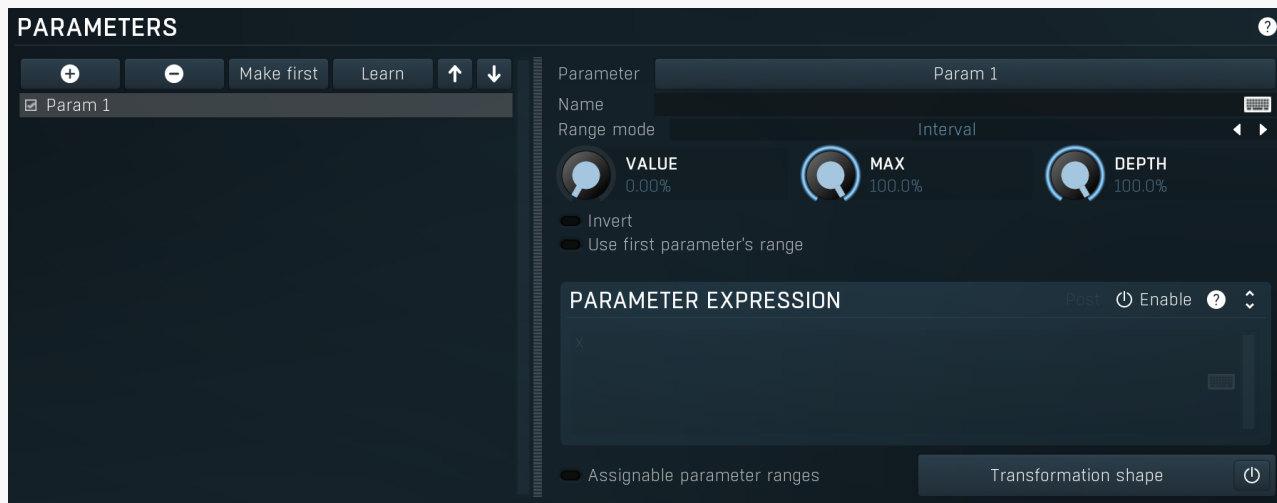 PARAMETERS
?
Make first Learn
Param 1
Parameter Param 1
Name
Range mode Interval
VALUE
0.00%
MAX
100.0%
DEPTH
100.0%
Invert
Use first parameter's range
PARAMETER EXPRESSION Post Enable ?
x
Assignable parameter ranges Transformation shape